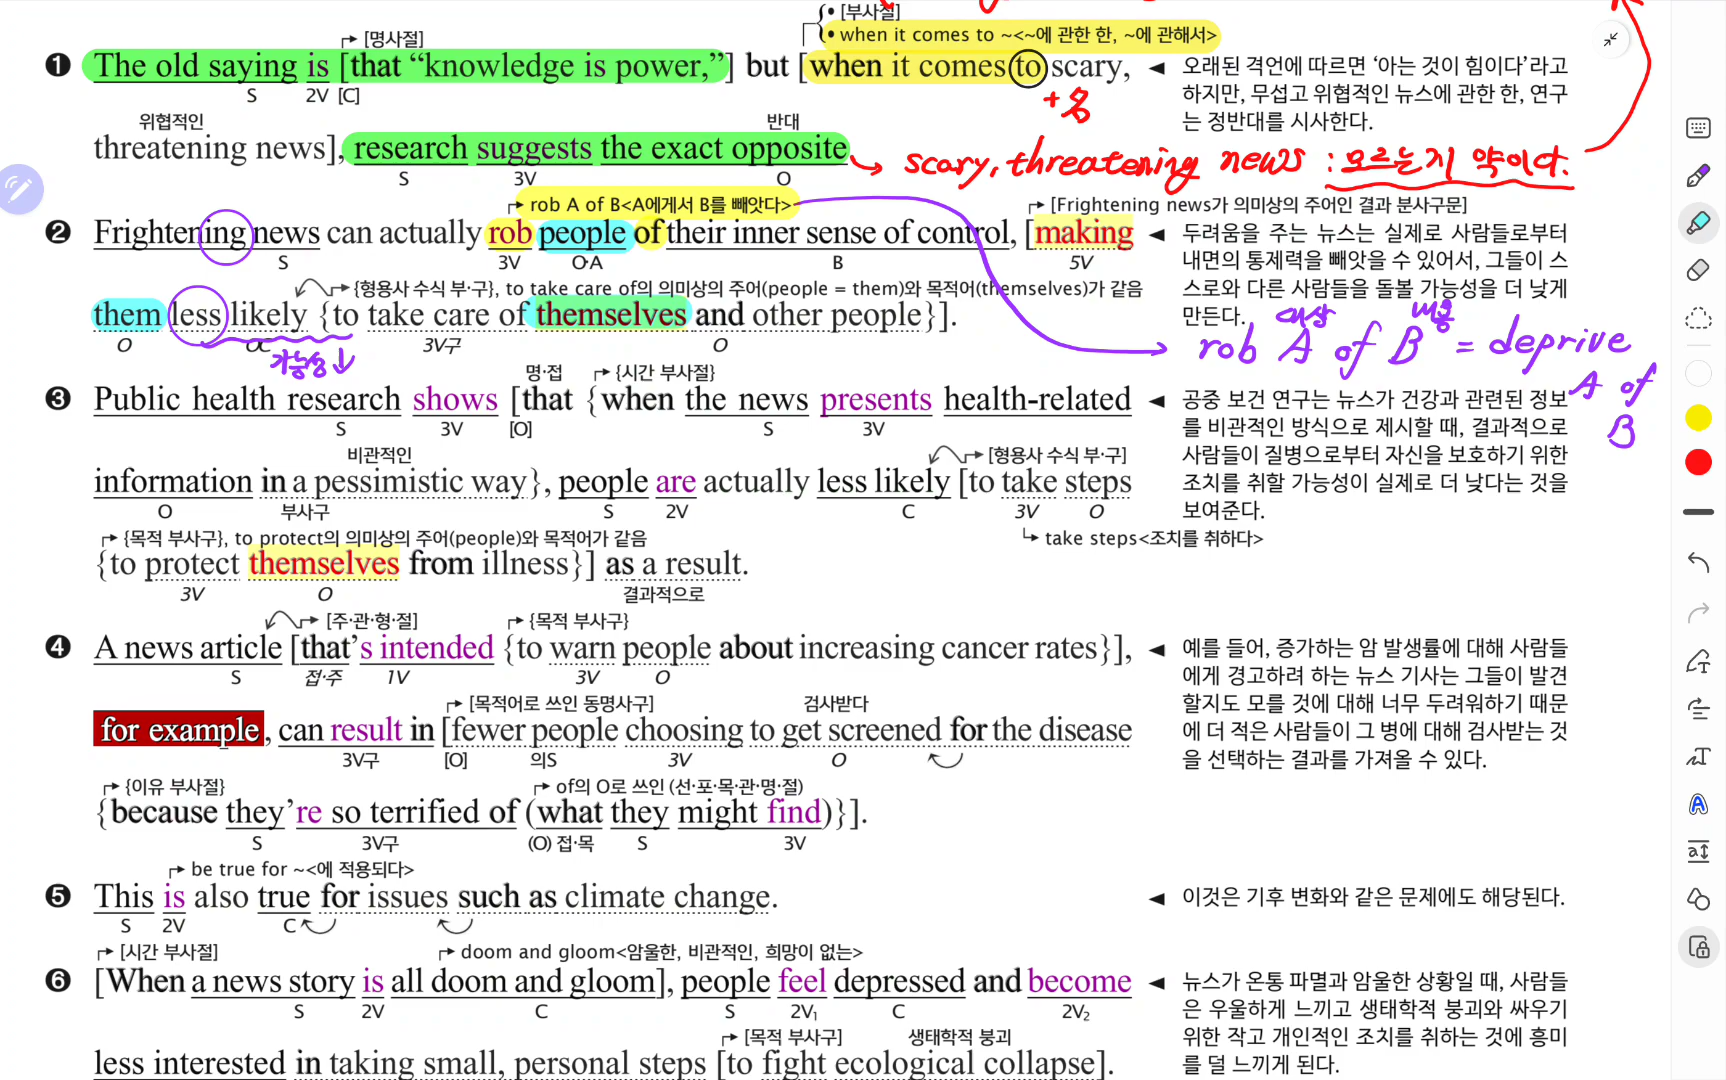 [부사절]
when it comes to ~<~에 관한 한, ~에 관해서>
[명사절]
❶ The old saying is [that “knowledge is power,”] but [when it comes to scary,
S 2V [C]
+ 名
위협적인 반대
threatening news], research suggests the exact opposite
S 3V O
scary, threatening news : 모르는게 약이다.
◄ 오래된 격언에 따르면 ‘아는 것이 힘이다’라고
하지만, 무섭고 위협적인 뉴스에 관한 한, 연구
는 정반대를 시사한다.
rob A of B<A에게서 B를 빼앗다> [Frightening news가 의미상의 주어인 결과 분사구문]
❷ Frightening news can actually rob people of their inner sense of control, [making
S 3V O·A B 5V
{형용사 수식 부·구}, to take care of의 의미상의 주어(people = them)와 목적어(themselves)가 같음
them less likely {to take care of themselves and other people}].
O OC 3V구 O
가능성↓
◄ 두려움을 주는 뉴스는 실제로 사람들로부터
내면의 통제력을 빼앗을 수 있어서, 그들이 스
스로와 다른 사람들을 돌볼 가능성을 더 낮게
만든다.
대상 내용
rob A of B = deprive
A of
B
명·접 {시간 부사절}
❸ Public health research shows [that {when the news presents health-related
S 3V [O] S 3V
비관적인 [형용사 수식 부·구]
information in a pessimistic way}, people are actually less likely [to take steps
O 부사구 S 2V C 3V O
{목적 부사구}, to protect의 의미상의 주어(people)와 목적어가 같음 take steps<조치를 취하다>
{to protect themselves from illness}] as a result.
3V O 결과적으로
◄ 공중 보건 연구는 뉴스가 건강과 관련된 정보
를 비관적인 방식으로 제시할 때, 결과적으로
사람들이 질병으로부터 자신을 보호하기 위한
조치를 취할 가능성이 실제로 더 낮다는 것을
보여준다.
[주·관·형·절] {목적 부사구}
❹ A news article [that’s intended {to warn people about increasing cancer rates}],
S 접·주 1V 3V O
[목적어로 쓰인 동명사구] 검사받다
for example, can result in [fewer people choosing to get screened for the disease
3V구 [O] 의S 3V O
{이유 부사절} of의 O로 쓰인 (선·포·목·관·명·절)
{because they’re so terrified of (what they might find)}].
S 3V구 (O) 접·목 S 3V
◄ 예를 들어, 증가하는 암 발생률에 대해 사람들
에게 경고하려 하는 뉴스 기사는 그들이 발견
할지도 모를 것에 대해 너무 두려워하기 때문
에 더 적은 사람들이 그 병에 대해 검사받는 것
을 선택하는 결과를 가져올 수 있다.
be true for ~<에 적용되다>
❺ This is also true for issues such as climate change.
S 2V C
◄ 이것은 기후 변화와 같은 문제에도 해당된다.
[시간 부사절] doom and gloom<암울한, 비관적인, 희망이 없는>
❻ [When a news story is all doom and gloom], people feel depressed and become
S 2V C S 2V₁ C 2V₂
[목적 부사구] 생태학적 붕괴
less interested in taking small, personal steps [to fight ecological collapse].
◄ 뉴스가 온통 파멸과 암울한 상황일 때, 사람들
은 우울하게 느끼고 생태학적 붕괴와 싸우기
위한 작고 개인적인 조치를 취하는 것에 흥미
를 덜 느끼게 된다.